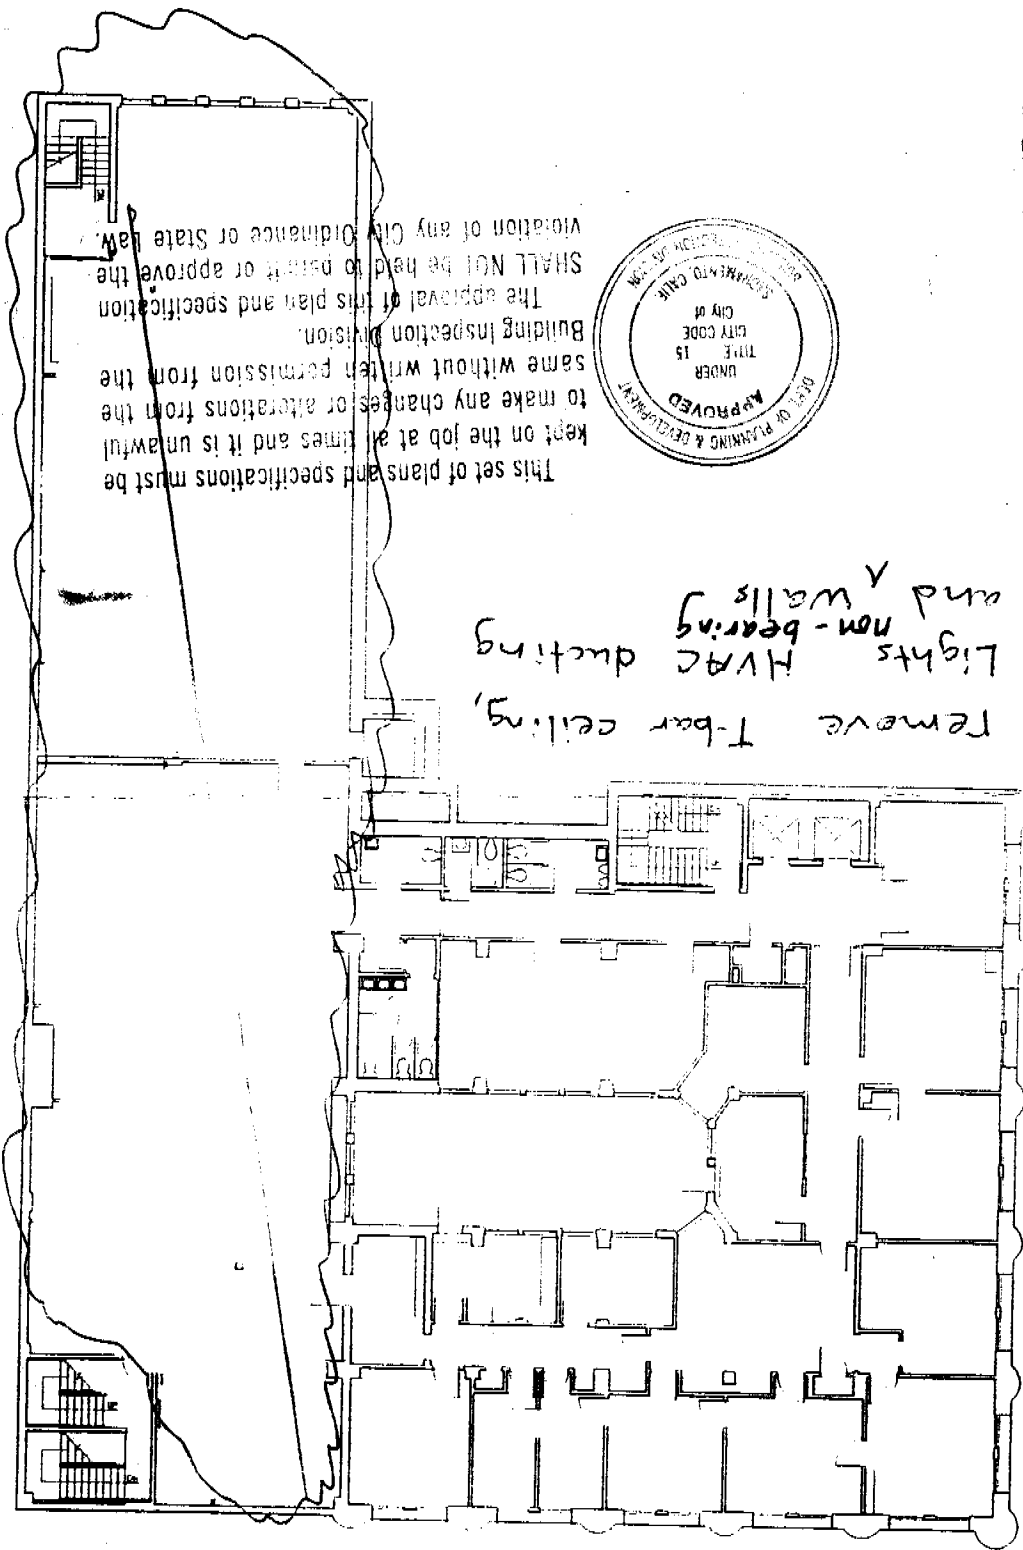 remove T-bar ceiling,
Lights HVAC ducting
non-bearing
and ^ walls
DEPT. OF PLANNING & DEVELOPMENT
APPROVED
UNDER
TITLE 15
CITY CODE
City of
SACRAMENTO, CALIF.
This set of plans and specifications must be
kept on the job at all times and it is unlawful
to make any changes or alterations from the
same without written permission from the
Building Inspection Division.
The approval of this plan and specification
SHALL NOT be held to permit or approve the
violation of any City Ordinance or State Law.